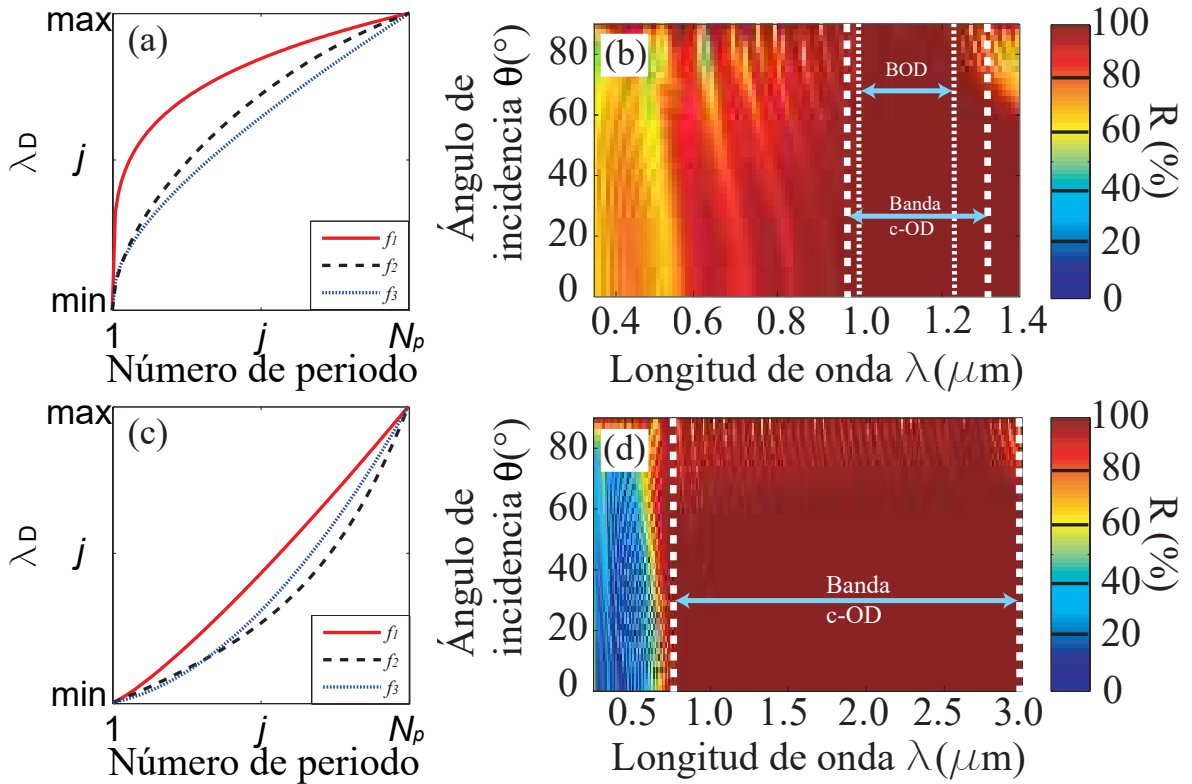 (a)
max
j
min
λD
f1
f2
f3
1 j Np
Número de periodo
(b)
Ángulo de
incidencia θ(°)
80
60
40
20
0
BOD
Banda
c-OD
0.4 0.6 0.8 1.0 1.2 1.4
Longitud de onda λ(μm)
100
80
60
40
20
0
R (%)
(c)
max
j
min
λD
f1
f2
f3
1 j Np
Número de periodo
(d)
Ángulo de
incidencia θ(°)
80
60
40
20
0
Banda
c-OD
0.5 1.0 1.5 2.0 2.5 3.0
Longitud de onda λ(μm)
100
80
60
40
20
0
R (%)